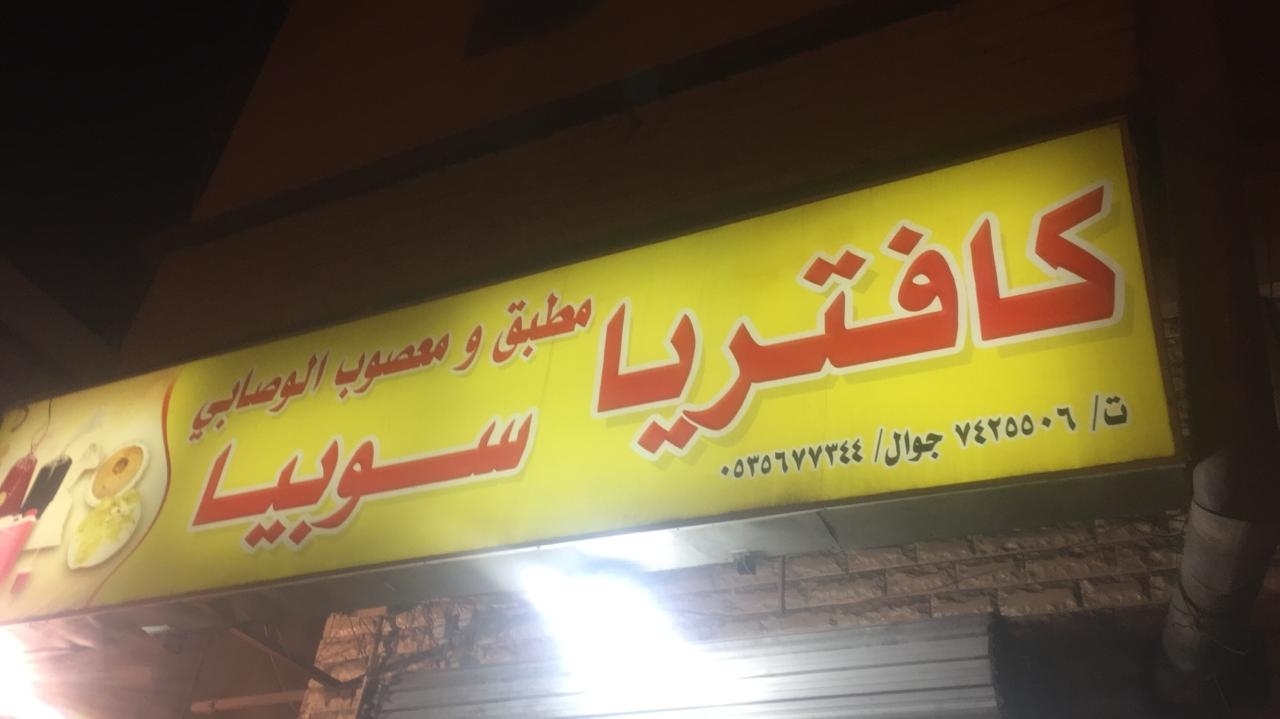 كافتريا
مطبق و معصوب الوصابي
سوبيا
ت/ ٧٤٢٥٥٠٦ جوال/ ٠٥٣٥٦٧٧٣٤٤